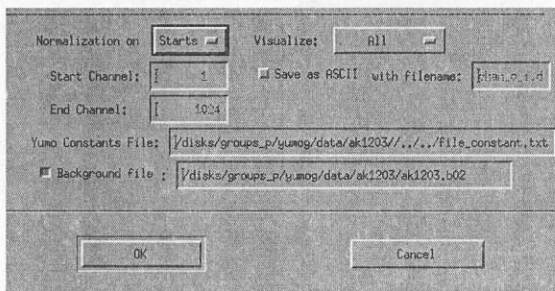 Normalization on Starts Visualize: All
Start Channel: 1 Save as ASCII with filename:
End Channel: 1024
Yumo Constants File: /disks/groups_p/yumog/data/ak1203//../../file_constant.txt
Background file : /disks/groups_p/yumog/data/ak1203/ak1203.b02
OK Cancel